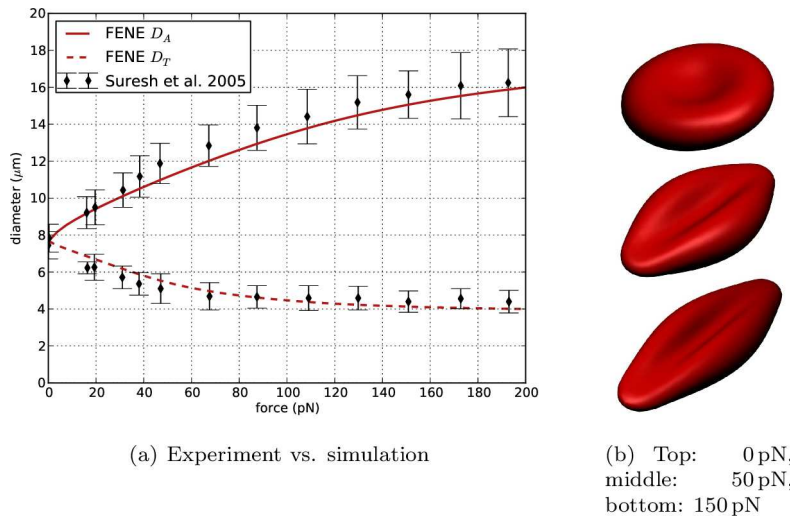 20
18
16
14
12
10
8
6
4
2
0
diameter (μm)
FENE D_A
FENE D_T
Suresh et al. 2005
0 20 40 60 80 100 120 140 160 180 200
force (pN)
(a) Experiment vs. simulation
(b) Top: 0 pN,
middle: 50 pN,
bottom: 150 pN